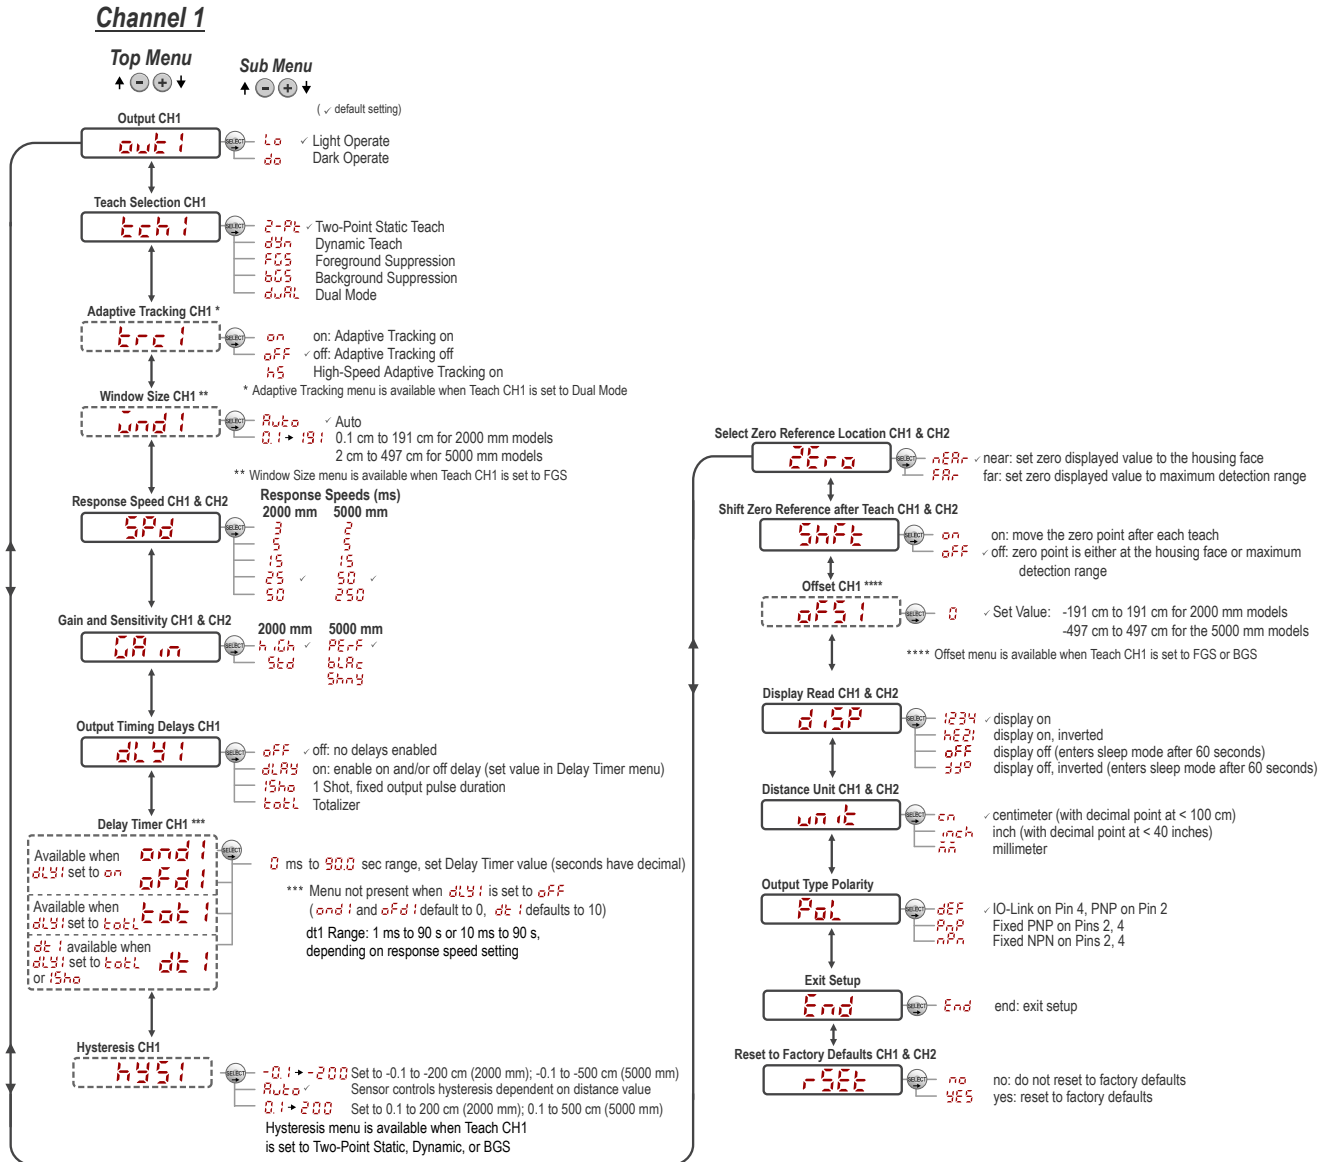 Channel 1
Top Menu
Sub Menu
- +
- +
( ✓ default setting)
Output CH1
out1
SELECT
Lo ✓ Light Operate
do Dark Operate
Teach Selection CH1
tch1
SELECT
2-Pt ✓ Two-Point Static Teach
dYn Dynamic Teach
FGS Foreground Suppression
bGS Background Suppression
duAL Dual Mode
Adaptive Tracking CH1 *
trc1
SELECT
on on: Adaptive Tracking on
oFF ✓ off: Adaptive Tracking off
hS High-Speed Adaptive Tracking on
* Adaptive Tracking menu is available when Teach CH1 is set to Dual Mode
Window Size CH1 **
wnd1
SELECT
Auto ✓ Auto
0.1 → 191 0.1 cm to 191 cm for 2000 mm models
2 cm to 497 cm for 5000 mm models
** Window Size menu is available when Teach CH1 is set to FGS
Response Speed CH1 & CH2
SPd
SELECT
Response Speeds (ms)
2000 mm 5000 mm
3 2
5 5
15 15
25 ✓ 50 ✓
50 250
Gain and Sensitivity CH1 & CH2
GAin
SELECT
2000 mm 5000 mm
hiGh ✓ PErF ✓
Std bLAc
ShnY
Output Timing Delays CH1
dLY1
SELECT
oFF ✓ off: no delays enabled
dLAY on: enable on and/or off delay (set value in Delay Timer menu)
1Sho 1 Shot, fixed output pulse duration
totL Totalizer
Delay Timer CH1 ***
Available when
dLY1 set to on
ond1
oFd1
Available when
dLY1 set to totL
tot1
dt1 available when
dLY1 set to totL
or 1Sho
dt1
SELECT
0 ms to 90.0 sec range, set Delay Timer value (seconds have decimal)
*** Menu not present when dLY1 is set to oFF
(ond1 and oFd1 default to 0, dt1 defaults to 10)
dt1 Range: 1 ms to 90 s or 10 ms to 90 s,
depending on response speed setting
Hysteresis CH1
hYS1
SELECT
-0.1 → -200 Set to -0.1 to -200 cm (2000 mm); -0.1 to -500 cm (5000 mm)
Auto ✓ Sensor controls hysteresis dependent on distance value
0.1 → 200 Set to 0.1 to 200 cm (2000 mm); 0.1 to 500 cm (5000 mm)
Hysteresis menu is available when Teach CH1
is set to Two-Point Static, Dynamic, or BGS
Select Zero Reference Location CH1 & CH2
ZEro
SELECT
nEAr ✓ near: set zero displayed value to the housing face
FAr far: set zero displayed value to maximum detection range
Shift Zero Reference after Teach CH1 & CH2
ShFt
SELECT
on on: move the zero point after each teach
oFF ✓ off: zero point is either at the housing face or maximum
detection range
Offset CH1 ****
oFS1
SELECT
0 ✓ Set Value: -191 cm to 191 cm for 2000 mm models
-497 cm to 497 cm for the 5000 mm models
**** Offset menu is available when Teach CH1 is set to FGS or BGS
Display Read CH1 & CH2
diSP
SELECT
1234 ✓ display on
hEZ1 display on, inverted
oFF display off (enters sleep mode after 60 seconds)
display off, inverted (enters sleep mode after 60 seconds)
Distance Unit CH1 & CH2
unit
SELECT
cm ✓ centimeter (with decimal point at < 100 cm)
inch inch (with decimal point at < 40 inches)
mm millimeter
Output Type Polarity
PoL
SELECT
dEF ✓ IO-Link on Pin 4, PNP on Pin 2
PnP Fixed PNP on Pins 2, 4
nPn Fixed NPN on Pins 2, 4
Exit Setup
End
SELECT
End end: exit setup
Reset to Factory Defaults CH1 & CH2
rSEt
SELECT
no no: do not reset to factory defaults
YES yes: reset to factory defaults